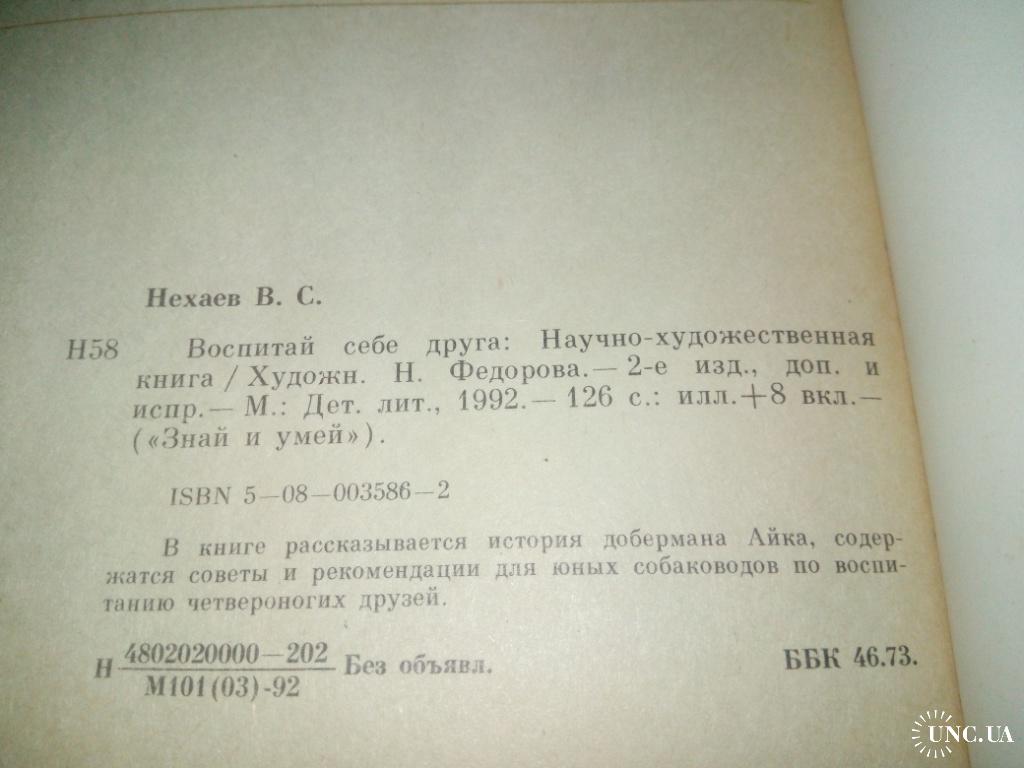 Нехаев В. С.
Н58 Воспитай себе друга: Научно-художественная
книга / Художн. Н. Федорова.— 2-е изд., доп. и
испр.— М.: Дет. лит., 1992.— 126 с.: илл.+8 вкл.—
(«Знай и умей»).
ISBN 5—08—003586—2
В книге рассказывается история добермана Айка, содер-
жатся советы и рекомендации для юных собаководов по воспи-
танию четвероногих друзей.
Н 4802020000—202 Без объявл.
М101(03)-92
ББК 46.73.
UNC.UA